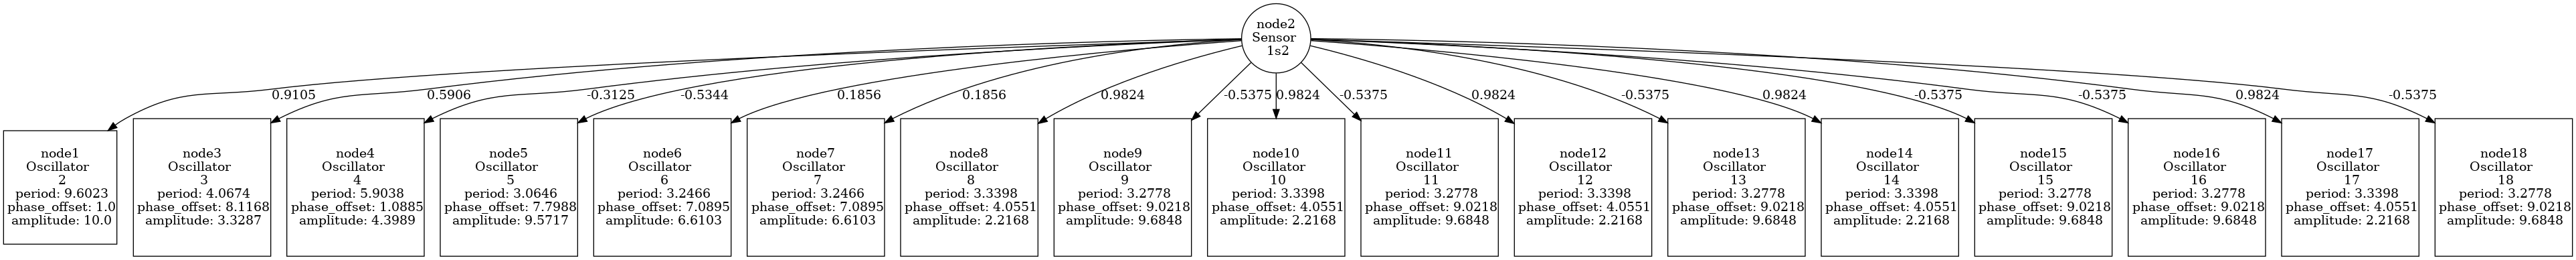 node2
Sensor
1s2
0.9105
0.5906
-0.3125
-0.5344
0.1856
0.1856
0.9824
-0.5375
0.9824
-0.5375
0.9824
-0.5375
0.9824
-0.5375
-0.5375
0.9824
-0.5375
node1
Oscillator
2
period: 9.6023
phase_offset: 1.0
amplitude: 10.0
node3
Oscillator
3
period: 4.0674
phase_offset: 8.1168
amplitude: 3.3287
node4
Oscillator
4
period: 5.9038
phase_offset: 1.0885
amplitude: 4.3989
node5
Oscillator
5
period: 3.0646
phase_offset: 7.7988
amplitude: 9.5717
node6
Oscillator
6
period: 3.2466
phase_offset: 7.0895
amplitude: 6.6103
node7
Oscillator
7
period: 3.2466
phase_offset: 7.0895
amplitude: 6.6103
node8
Oscillator
8
period: 3.3398
phase_offset: 4.0551
amplitude: 2.2168
node9
Oscillator
9
period: 3.2778
phase_offset: 9.0218
amplitude: 9.6848
node10
Oscillator
10
period: 3.3398
phase_offset: 4.0551
amplitude: 2.2168
node11
Oscillator
11
period: 3.2778
phase_offset: 9.0218
amplitude: 9.6848
node12
Oscillator
12
period: 3.3398
phase_offset: 4.0551
amplitude: 2.2168
node13
Oscillator
13
period: 3.2778
phase_offset: 9.0218
amplitude: 9.6848
node14
Oscillator
14
period: 3.3398
phase_offset: 4.0551
amplitude: 2.2168
node15
Oscillator
15
period: 3.2778
phase_offset: 9.0218
amplitude: 9.6848
node16
Oscillator
16
period: 3.2778
phase_offset: 9.0218
amplitude: 9.6848
node17
Oscillator
17
period: 3.3398
phase_offset: 4.0551
amplitude: 2.2168
node18
Oscillator
18
period: 3.2778
phase_offset: 9.0218
amplitude: 9.6848